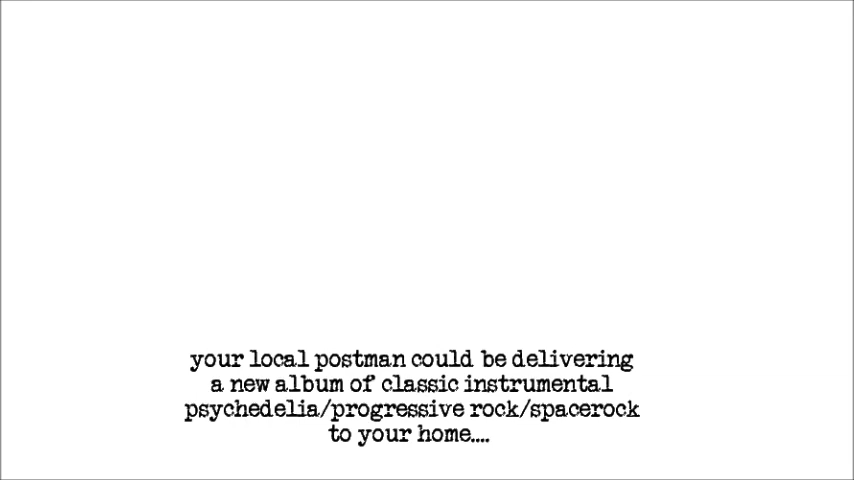 your local postman could be delivering
a new album of classic instrumental
psychedelia/progressive rock/spacerock
to your home....